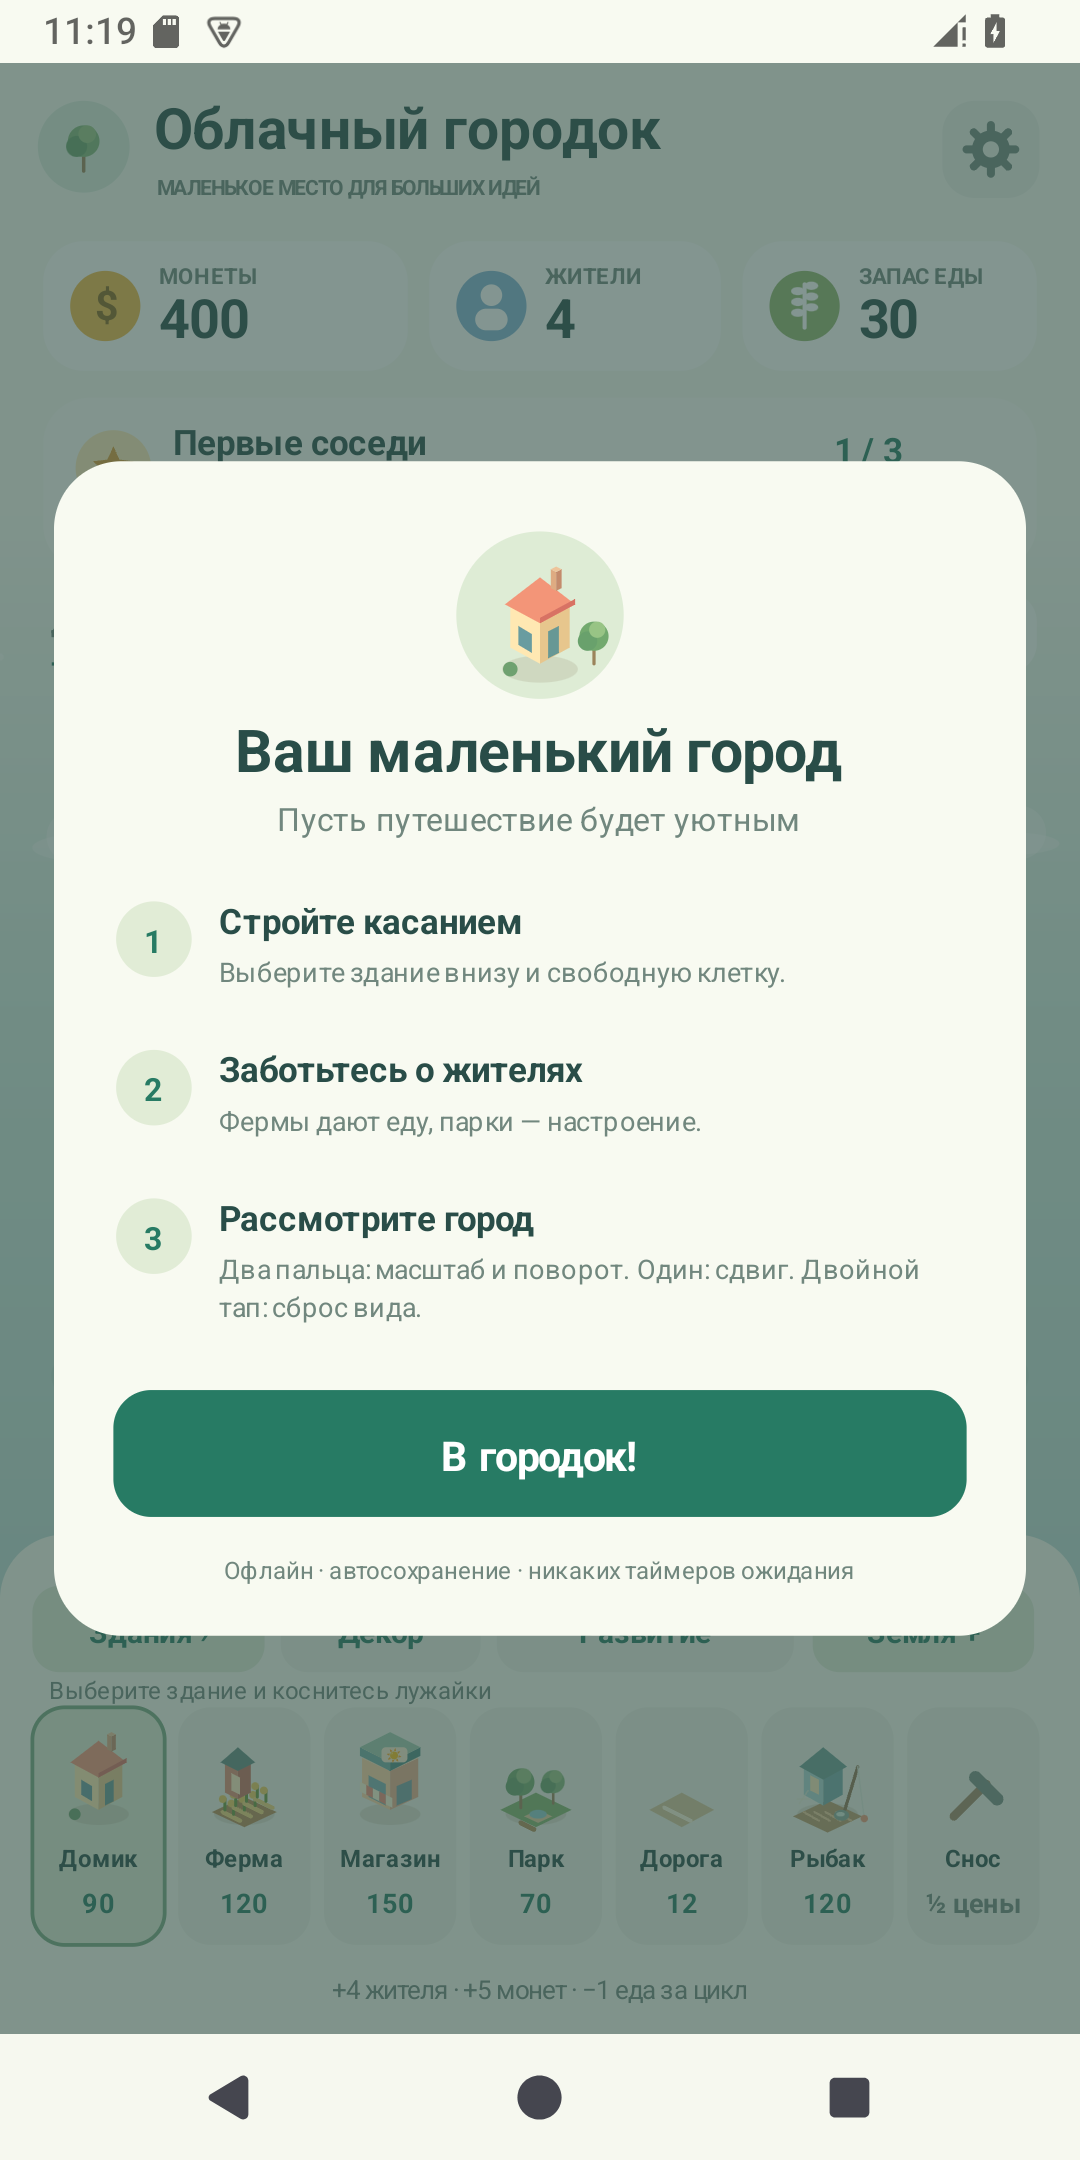 11:19
Облачный городок
МАЛЕНЬКОЕ МЕСТО ДЛЯ БОЛЬШИХ ИДЕЙ
$
МОНЕТЫ
400
ЖИТЕЛИ
4
ЗАПАС ЕДЫ
30
Первые соседи
1 / 3
Ваш маленький город
Пусть путешествие будет уютным
1
Стройте касанием
Выберите здание внизу и свободную клетку.
2
Заботьтесь о жителях
Фермы дают еду, парки — настроение.
3
Рассмотрите город
Два пальца: масштаб и поворот. Один: сдвиг. Двойной
тап: сброс вида.
В городок!
Офлайн · автосохранение · никаких таймеров ожидания
Здания Декор Развитие Земля +
Выберите здание и коснитесь лужайки
Домик Ферма Магазин Парк Дорога Рыбак Снос
90 120 150 70 12 120 ½ цены
+4 жителя · +5 монет · −1 еда за цикл